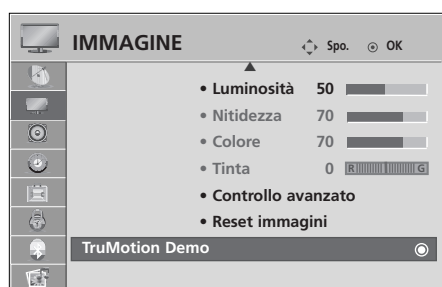 IMMAGINE Spo. OK
• Luminosità 50
• Nitidezza 70
• Colore 70
• Tinta 0 R G
• Controllo avanzato
• Reset immagini
TruMotion Demo